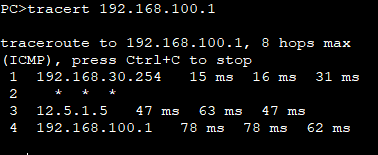 PC>tracert 192.168.100.1
traceroute to 192.168.100.1, 8 hops max
(ICMP), press Ctrl+C to stop
1 192.168.30.254 15 ms 16 ms 31 ms
2 * * *
3 12.5.1.5 47 ms 63 ms 47 ms
4 192.168.100.1 78 ms 78 ms 62 ms